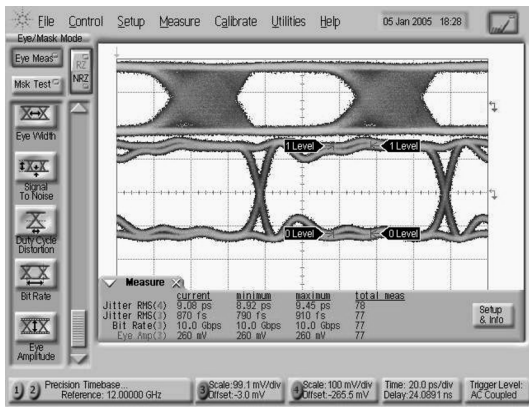 File Control Setup Measure Calibrate Utilities Help 05 Jan 2005 18:28
Eye/Mask Mode
Eye Meas
RZ
NRZ
Msk Test
Eye Width
Signal
To Noise
Duty Cycle
Distortion
Bit Rate
Eye
Amplitude
1 Level 1 Level
0 Level 0 Level
Measure
current minimum maximum total meas
Jitter RMS(4) 9.08 ps 8.92 ps 9.45 ps 78
Jitter RMS(3) 870 fs 790 fs 910 fs 77
Bit Rate(3) 10.0 Gbps 10.0 Gbps 10.0 Gbps 77
Eye Amp(3) 260 mV 260 mV 260 mV 77
Setup
& Info
1 2 Precision Timebase...
Reference: 12.00000 GHz
3 Scale:99.1 mV/div
Offset:-3.0 mV
4 Scale:100 mV/div
Offset:-265.5 mV
Time: 20.0 ps/div
Delay:24.0891 ns
Trigger Level:
AC Coupled